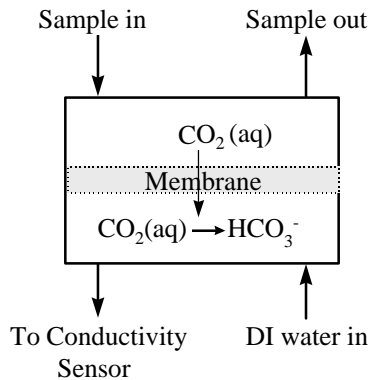 Sample in
Sample out
CO₂ (aq)
Membrane
CO₂(aq) → HCO₃⁻
To Conductivity
Sensor
DI water in